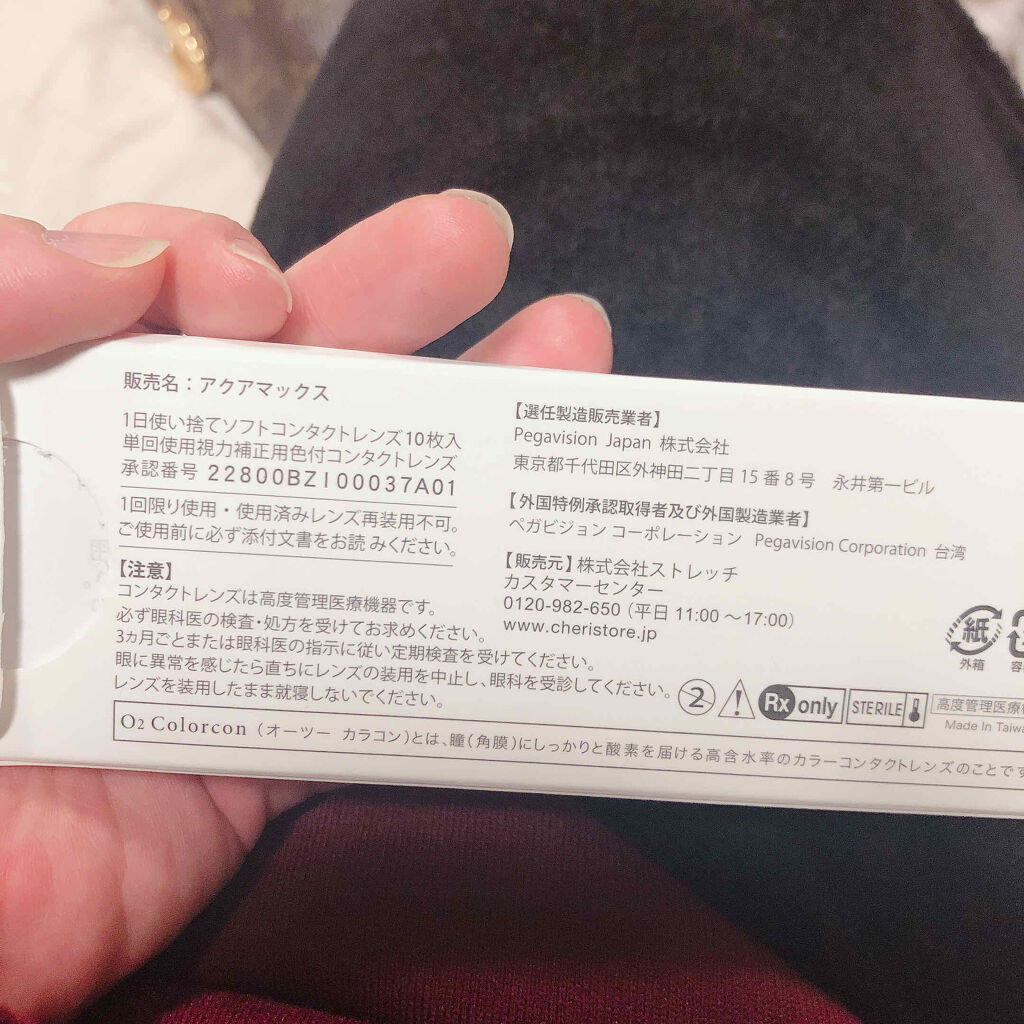 販売名：アクアマックス
1日使い捨てソフトコンタクトレンズ10枚入
単回使用視力補正用色付コンタクトレンズ
承認番号 22800BZI00037A01
1回限り使用・使用済みレンズ再装用不可。
ご使用前に必ず添付文書をお読みください。
【注意】
コンタクトレンズは高度管理医療機器です。
必ず眼科医の検査・処方を受けてお求めください。
3ヵ月ごとまたは眼科医の指示に従い定期検査を受けてください。
眼に異常を感じたら直ちにレンズの装用を中止し、眼科を受診してください。
レンズを装用したまま就寝しないでください。
【選任製造販売業者】
Pegavision Japan 株式会社
東京都千代田区外神田二丁目15番8号 永井第一ビル
【外国特例承認取得者及び外国製造業者】
ペガビジョン コーポレーション Pegavision Corporation 台湾
【販売元】株式会社ストレッチ
カスタマーセンター
0120-982-650（平日 11:00～17:00）
www.cheristore.jp
紙
外箱
2
Rx only
STERILE
高度管理医療
Made In Taiwa
O2 Colorcon（オーツー カラコン）とは、瞳（角膜）にしっかりと酸素を届ける高含水率のカラーコンタクトレンズのことです